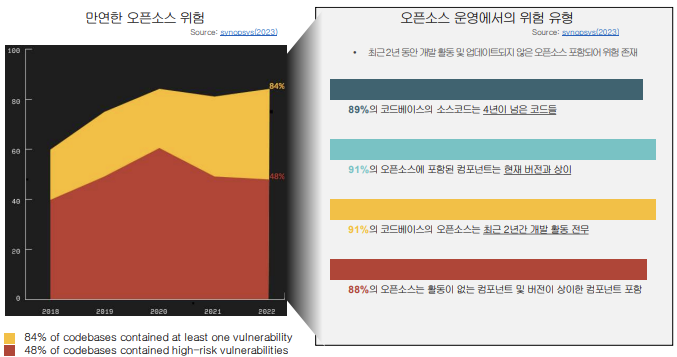 만연한 오픈소스 위험
Source: synopsys(2023)
100
80
60
40
20
0
84%
48%
2018 2019 2020 2021 2022
84% of codebases contained at least one vulnerability
48% of codebases contained high-risk vulnerabilities
오픈소스 운영에서의 위험 유형
Source: synopsys(2023)
• 최근 2년 동안 개발 활동 및 업데이트되지 않은 오픈소스 포함되어 위험 존재
89%의 코드베이스의 소스코드는 4년이 넘은 코드들
91%의 오픈소스에 포함된 컴포넌트는 현재 버전과 상이
91%의 코드베이스의 오픈소스는 최근 2년간 개발 활동 전무
88%의 오픈소스는 활동이 없는 컴포넌트 및 버전이 상이한 컴포넌트 포함